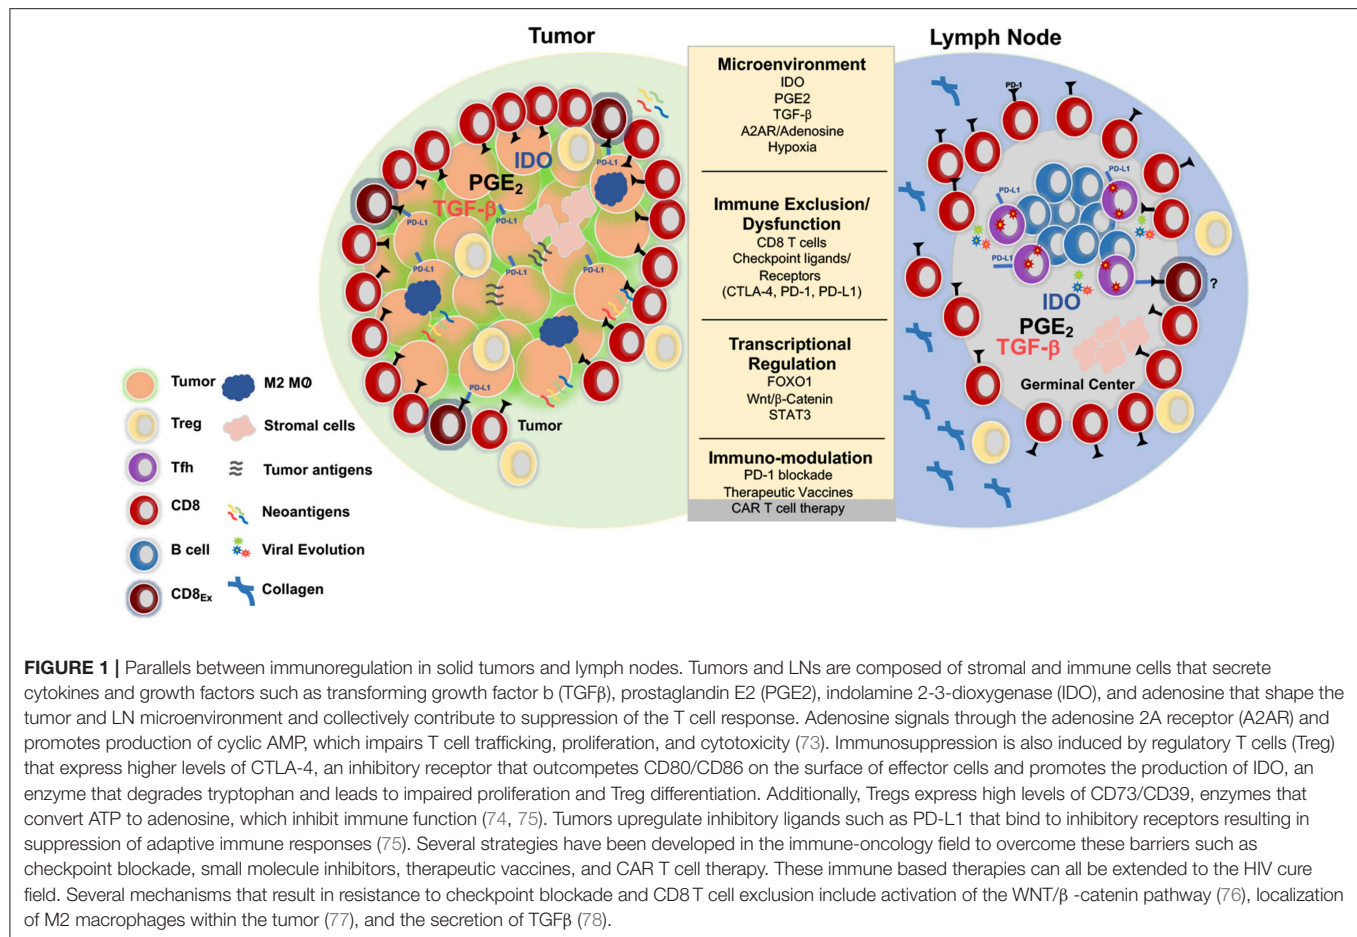 Tumor
Lymph Node
Microenvironment
IDO
PGE2
TGF-β
A2AR/Adenosine
Hypoxia
Immune Exclusion/
Dysfunction
CD8 T cells
Checkpoint ligands/
Receptors
(CTLA-4, PD-1, PD-L1)
Transcriptional
Regulation
FOXO1
Wnt/β-Catenin
STAT3
Immuno-modulation
PD-1 blockade
Therapeutic Vaccines
CAR T cell therapy
IDO
PGE₂
TGF-β
PD-L1
PD-L1
PD-L1
PD-L1
PD-L1
PD-L1
PD-L1
Tumor
PD-1
PD-L1
PD-L1
PD-L1
?
IDO
PGE₂
TGF-β
Germinal Center
Tumor
M2 MØ
Treg
Stromal cells
Tfh
Tumor antigens
CD8
Neoantigens
B cell
Viral Evolution
CD8Ex
Collagen
FIGURE 1 | Parallels between immunoregulation in solid tumors and lymph nodes. Tumors and LNs are composed of stromal and immune cells that secrete
cytokines and growth factors such as transforming growth factor b (TGFβ), prostaglandin E2 (PGE2), indolamine 2-3-dioxygenase (IDO), and adenosine that shape the
tumor and LN microenvironment and collectively contribute to suppression of the T cell response. Adenosine signals through the adenosine 2A receptor (A2AR) and
promotes production of cyclic AMP, which impairs T cell trafficking, proliferation, and cytotoxicity (73). Immunosuppression is also induced by regulatory T cells (Treg)
that express higher levels of CTLA-4, an inhibitory receptor that outcompetes CD80/CD86 on the surface of effector cells and promotes the production of IDO, an
enzyme that degrades tryptophan and leads to impaired proliferation and Treg differentiation. Additionally, Tregs express high levels of CD73/CD39, enzymes that
convert ATP to adenosine, which inhibit immune function (74, 75). Tumors upregulate inhibitory ligands such as PD-L1 that bind to inhibitory receptors resulting in
suppression of adaptive immune responses (75). Several strategies have been developed in the immune-oncology field to overcome these barriers such as
checkpoint blockade, small molecule inhibitors, therapeutic vaccines, and CAR T cell therapy. These immune based therapies can all be extended to the HIV cure
field. Several mechanisms that result in resistance to checkpoint blockade and CD8 T cell exclusion include activation of the WNT/β -catenin pathway (76), localization
of M2 macrophages within the tumor (77), and the secretion of TGFβ (78).